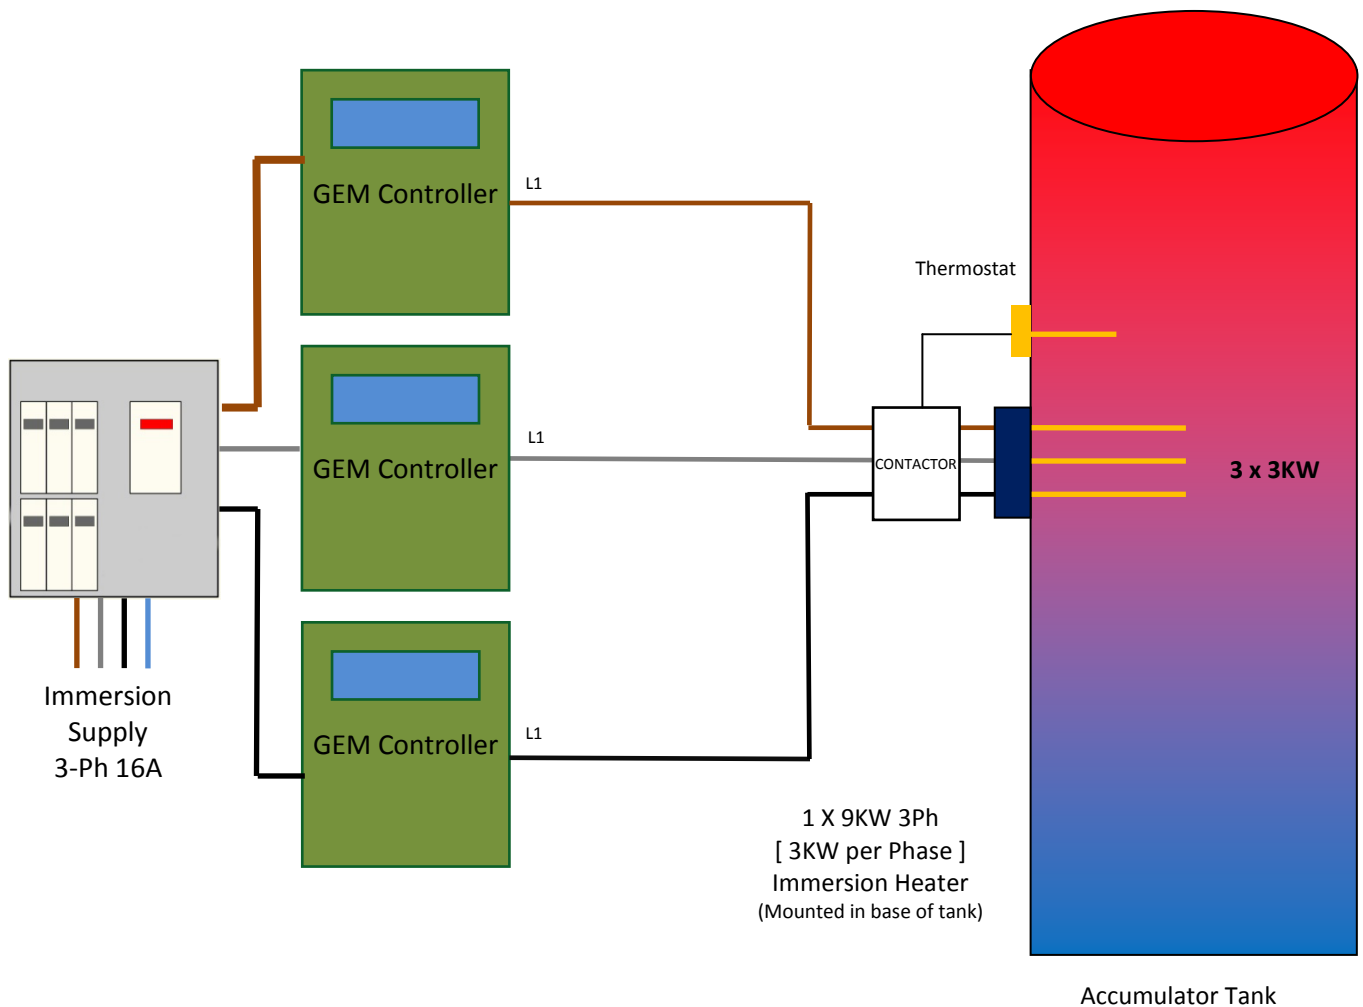 GEM Controller
L1
Thermostat
GEM Controller
L1
CONTACTOR
3 x 3KW
Immersion
Supply
3-Ph 16A
GEM Controller
L1
1 X 9KW 3Ph
[ 3KW per Phase ]
Immersion Heater
(Mounted in base of tank)
Accumulator Tank